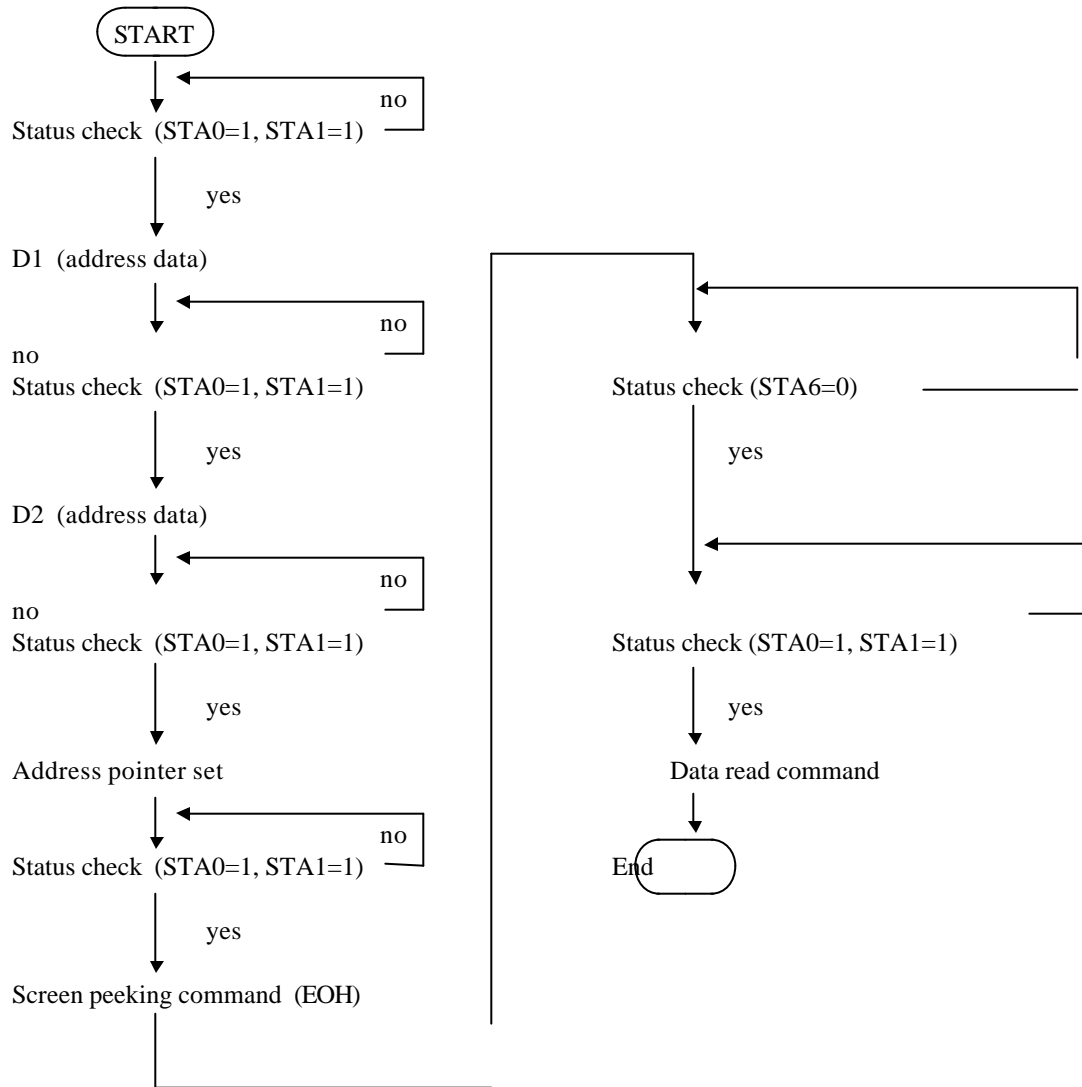 START
no
Status check (STA0=1, STA1=1)
yes
D1 (address data)
no
no
Status check (STA0=1, STA1=1)
yes
D2 (address data)
no
no
Status check (STA0=1, STA1=1)
yes
Address pointer set
no
Status check (STA0=1, STA1=1)
yes
Screen peeking command (EOH)
Status check (STA6=0)
yes
Status check (STA0=1, STA1=1)
yes
Data read command
End